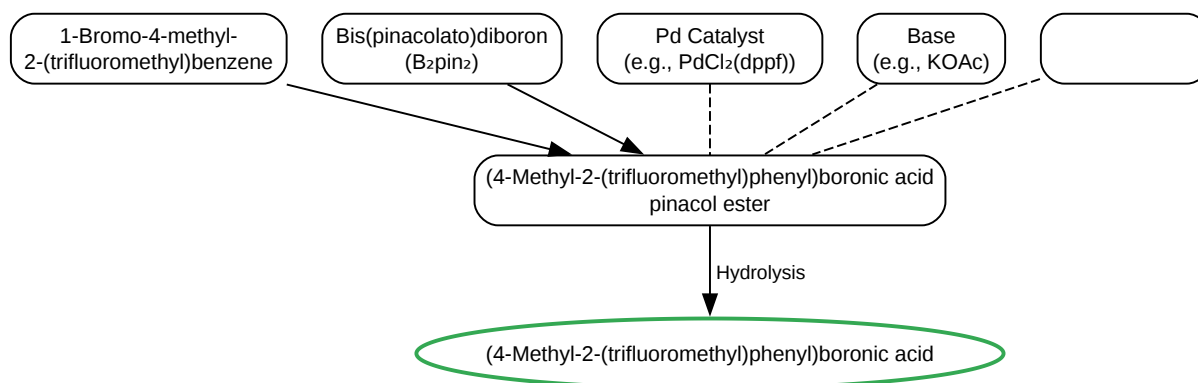 1-Bromo-4-methyl-
2-(trifluoromethyl)benzene
Bis(pinacolato)diboron
(B₂pin₂)
Pd Catalyst
(e.g., PdCl₂(dppf))
Base
(e.g., KOAc)
(4-Methyl-2-(trifluoromethyl)phenyl)boronic acid
pinacol ester
Hydrolysis
(4-Methyl-2-(trifluoromethyl)phenyl)boronic acid